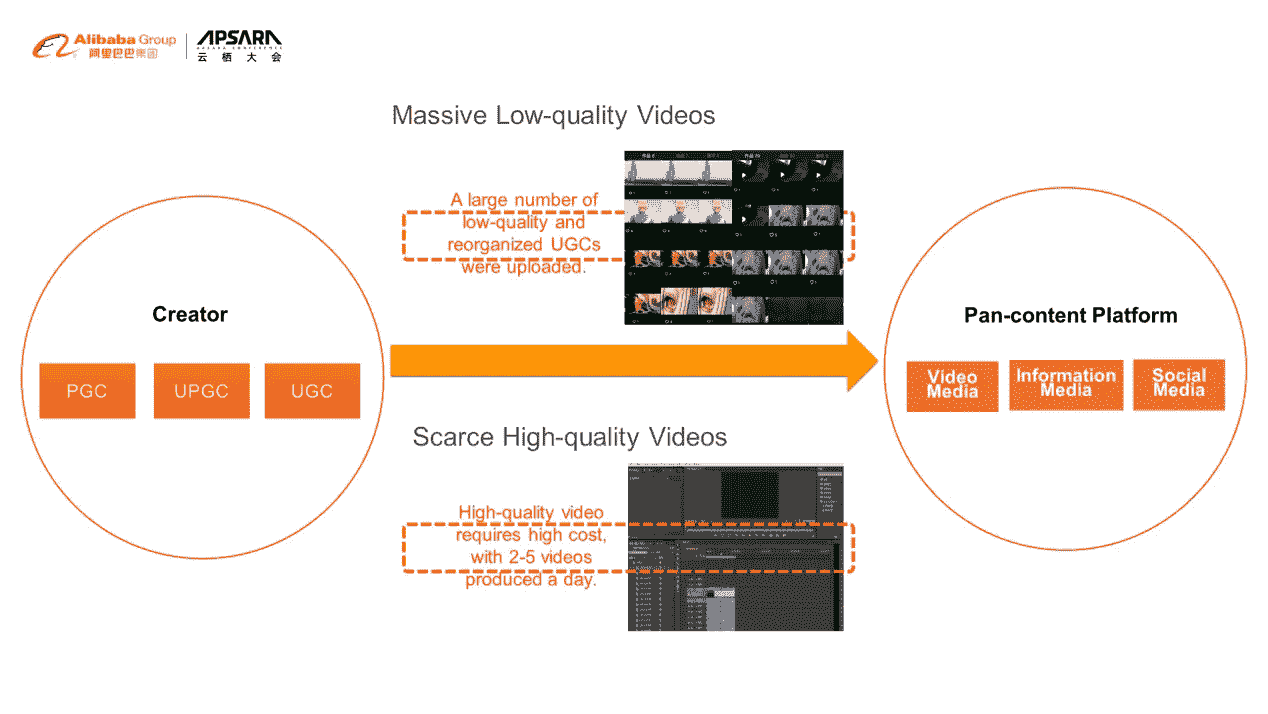 Alibaba Group
阿里巴巴集团
APSARA
APSARA CONFERENCE
云栖大会
Massive Low-quality Videos
A large number of
low-quality and
reorganized UGCs
were uploaded.
Creator
PGC
UPGC
UGC
Pan-content Platform
Video
Media
Information
Media
Social
Media
Scarce High-quality Videos
High-quality video
requires high cost,
with 2-5 videos
produced a day.